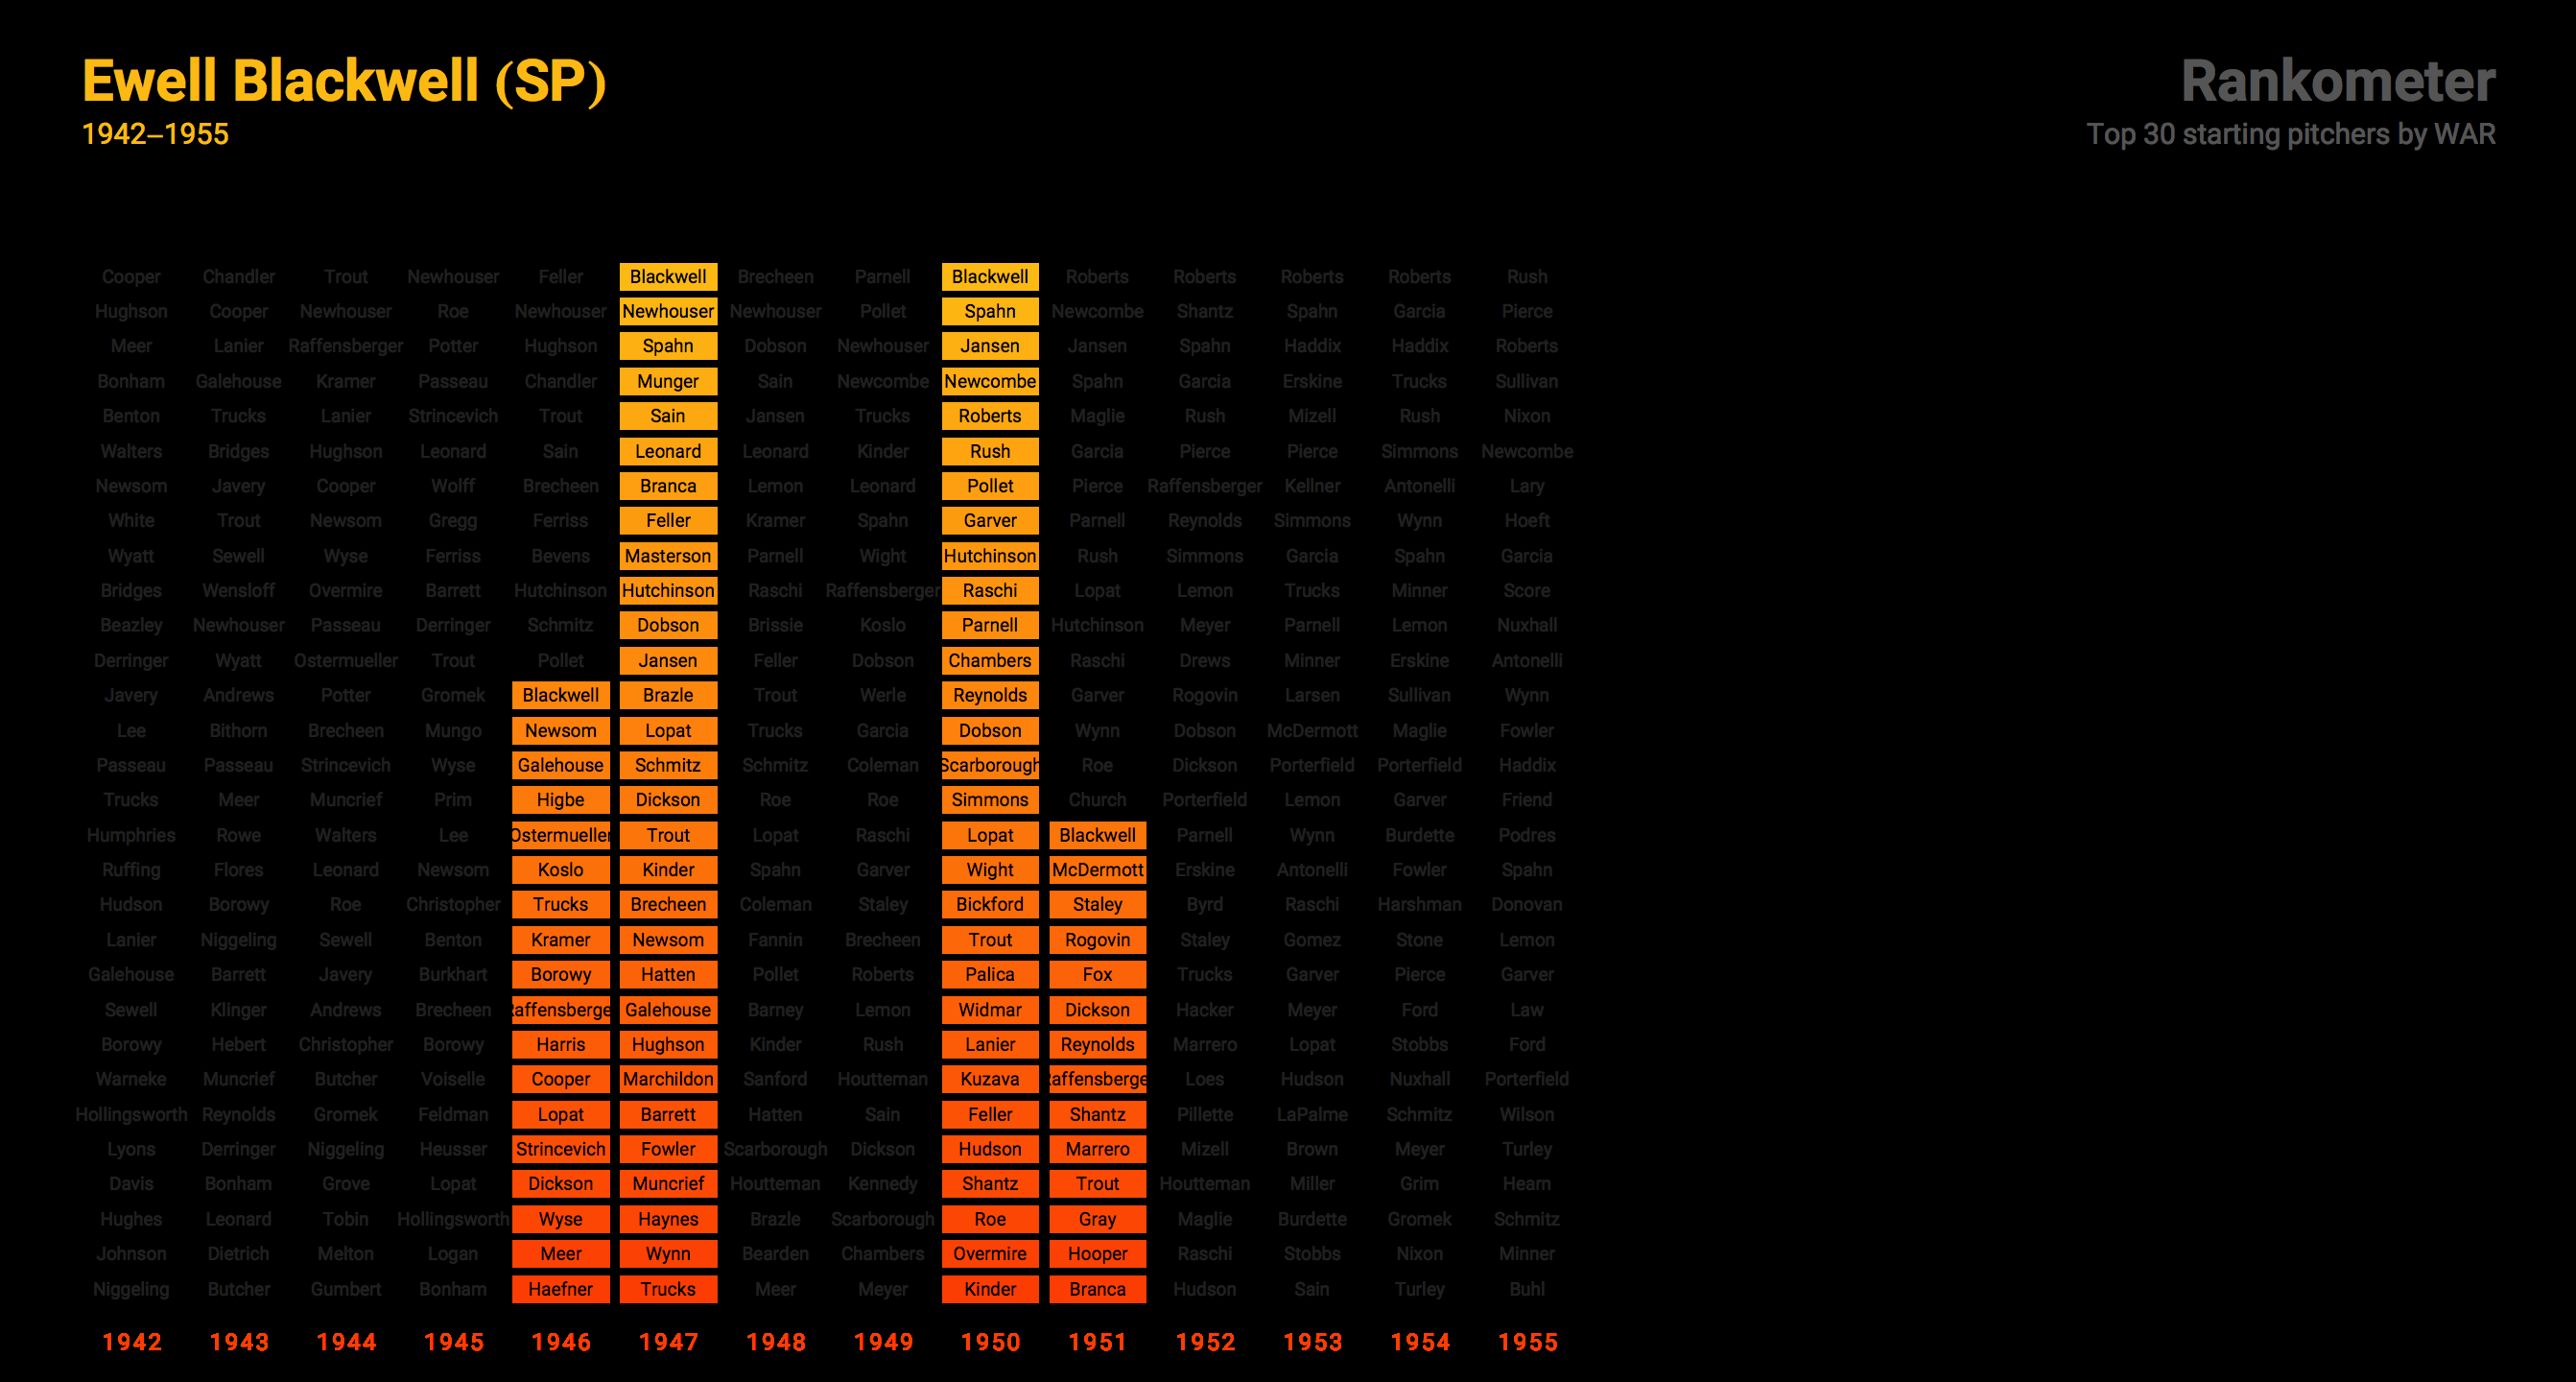 Ewell Blackwell (SP)
1942–1955
Rankometer
Top 30 starting pitchers by WAR
Cooper Chandler Trout Newhouser Feller Blackwell Brecheen Parnell Blackwell Roberts Roberts Roberts Roberts Rush
Hughson Cooper Newhouser Roe Newhouser Newhouser Newhouser Pollet Spahn Newcombe Shantz Spahn Garcia Pierce
Meer Lanier Raffensberger Potter Hughson Spahn Dobson Newhouser Jansen Jansen Spahn Haddix Haddix Roberts
Bonham Galehouse Kramer Passeau Chandler Munger Sain Newcombe Newcombe Spahn Garcia Erskine Trucks Sullivan
Benton Trucks Lanier Strincevich Trout Sain Jansen Trucks Roberts Maglie Rush Mizell Rush Nixon
Walters Bridges Hughson Leonard Sain Leonard Leonard Kinder Rush Garcia Pierce Pierce Simmons Newcombe
Newsom Javery Cooper Wolff Brecheen Branca Lemon Leonard Pollet Pierce Raffensberger Kellner Antonelli Lary
White Trout Newsom Gregg Ferriss Feller Kramer Spahn Garver Parnell Reynolds Simmons Wynn Hoeft
Wyatt Sewell Wyse Ferriss Bevens Masterson Parnell Wight Hutchinson Rush Simmons Garcia Spahn Garcia
Bridges Wensloff Overmire Barrett Hutchinson Hutchinson Raschi Raffensberger Raschi Lopat Lemon Trucks Minner Score
Beazley Newhouser Passeau Derringer Schmitz Dobson Brissie Koslo Parnell Hutchinson Meyer Parnell Lemon Nuxhall
Derringer Wyatt Ostermueller Trout Pollet Jansen Feller Dobson Chambers Raschi Drews Minner Erskine Antonelli
Javery Andrews Potter Gromek Blackwell Brazle Trout Werle Reynolds Garver Rogovin Larsen Sullivan Wynn
Lee Bithorn Brecheen Mungo Newsom Lopat Trucks Garcia Dobson Wynn Dobson McDermott Maglie Fowler
Passeau Passeau Strincevich Wyse Galehouse Schmitz Schmitz Coleman Scarborough Roe Dickson Porterfield Porterfield Haddix
Trucks Meer Muncrief Prim Higbe Dickson Roe Roe Simmons Church Porterfield Lemon Garver Friend
Humphries Rowe Walters Lee Ostermueller Trout Lopat Raschi Lopat Blackwell Parnell Wynn Burdette Podres
Ruffing Flores Leonard Newsom Koslo Kinder Spahn Garver Wight McDermott Erskine Antonelli Fowler Spahn
Hudson Borowy Roe Christopher Trucks Brecheen Coleman Staley Bickford Staley Byrd Raschi Harshman Donovan
Lanier Niggeling Sewell Benton Kramer Newsom Fannin Brecheen Trout Rogovin Staley Gomez Stone Lemon
Galehouse Barrett Javery Burkhart Borowy Hatten Pollet Roberts Palica Fox Trucks Garver Pierce Garver
Sewell Klinger Andrews Brecheen affensberge Galehouse Barney Lemon Widmar Dickson Hacker Meyer Ford Law
Borowy Hebert Christopher Borowy Harris Hughson Kinder Rush Lanier Reynolds Marrero Lopat Stobbs Ford
Warneke Muncrief Butcher Voiselle Cooper Marchildon Sanford Houtteman Kuzava affensberge Loes Hudson Nuxhall Porterfield
Hollingsworth Reynolds Gromek Feldman Lopat Barrett Hatten Sain Feller Shantz Pillette LaPalme Schmitz Wilson
Lyons Derringer Niggeling Heusser Strincevich Fowler Scarborough Dickson Hudson Marrero Mizell Brown Meyer Turley
Davis Bonham Grove Lopat Dickson Muncrief Houtteman Kennedy Shantz Trout Houtteman Miller Grim Hearn
Hughes Leonard Tobin Hollingsworth Wyse Haynes Brazle Scarborough Roe Gray Maglie Burdette Gromek Schmitz
Johnson Dietrich Melton Logan Meer Wynn Bearden Chambers Overmire Hooper Raschi Stobbs Nixon Minner
Niggeling Butcher Gumbert Bonham Haefner Trucks Meer Meyer Kinder Branca Hudson Sain Turley Buhl
1942 1943 1944 1945 1946 1947 1948 1949 1950 1951 1952 1953 1954 1955